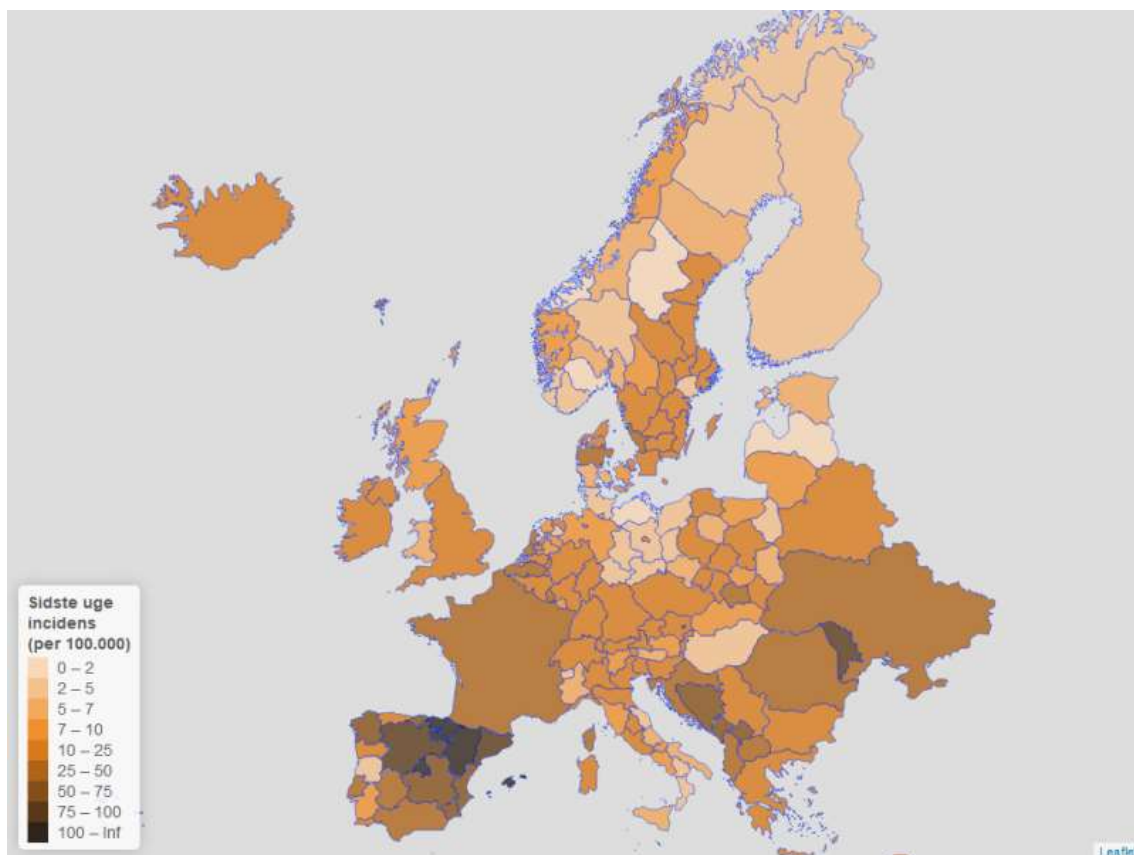 Sidste uge
incidens
(per 100.000)
0 – 2
2 – 5
5 – 7
7 – 10
10 – 25
25 – 50
50 – 75
75 – 100
100 – Inf
Leafle